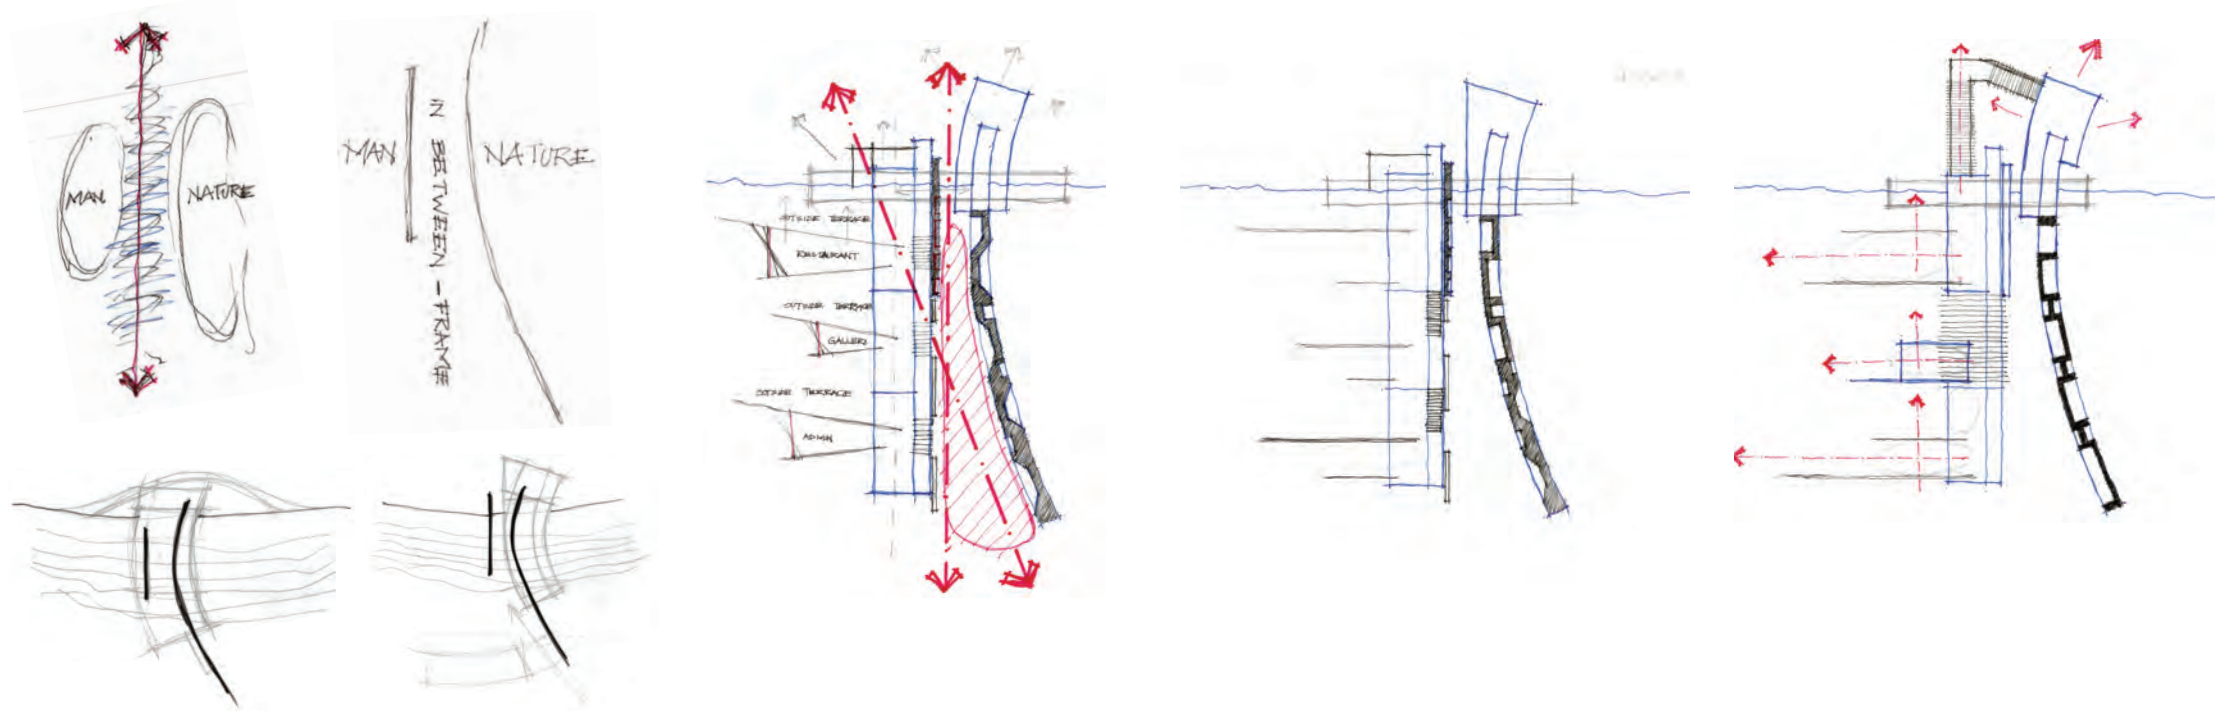 MAN
NATURE
MAN
IN BETWEEN - FRAME
NATURE
OUTSIDE TERRACE
RESTAURANT
OUTSIDE TERRACE
GALLERY
OUTSIDE TERRACE
ADMIN